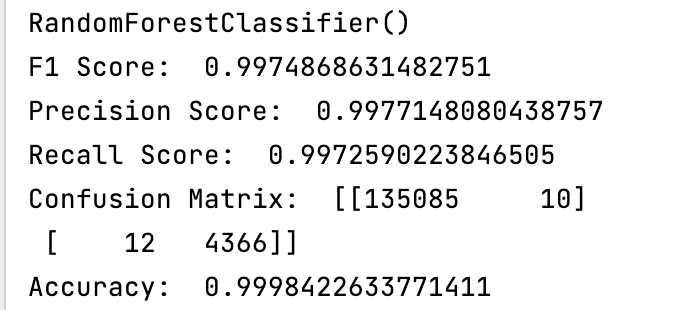 RandomForestClassifier()
F1 Score:  0.9974868631482751
Precision Score:  0.9977148080438757
Recall Score:  0.9972590223846505
Confusion Matrix:  [[135085     10]
 [    12   4366]]
Accuracy:  0.9998422633771411